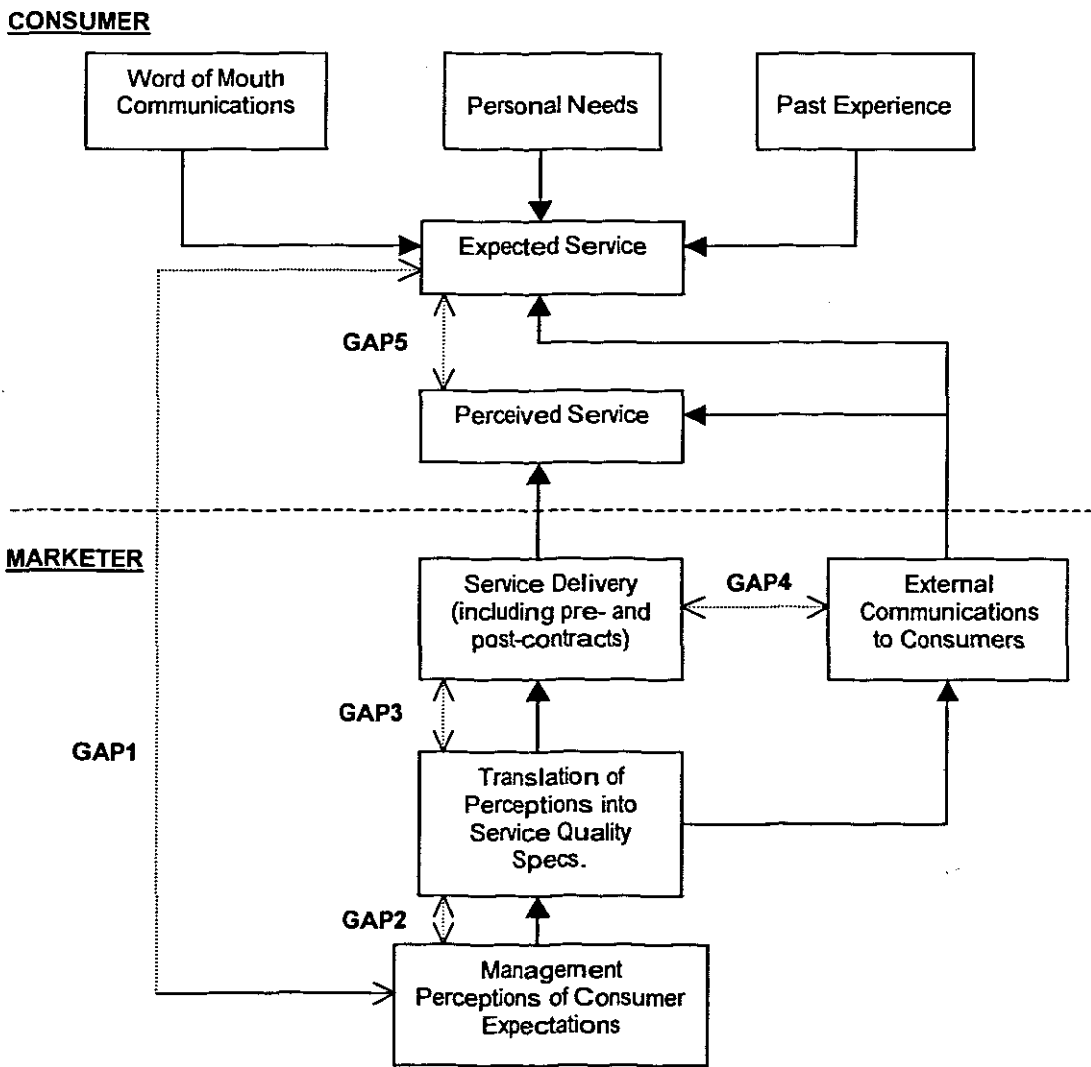 CONSUMER
Word of Mouth
Communications
Personal Needs
Past Experience
Expected Service
GAP5
Perceived Service
MARKETER
Service Delivery
(including pre- and
post-contracts)
GAP4
External
Communications
to Consumers
GAP3
GAP1
Translation of
Perceptions into
Service Quality
Specs.
GAP2
Management
Perceptions of Consumer
Expectations